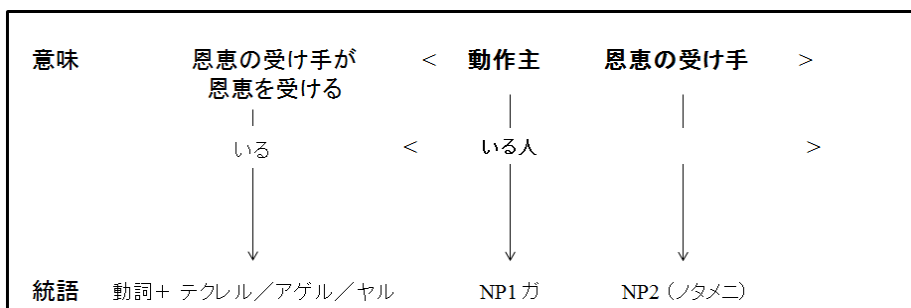 意味 恩恵の受け手が < 動作主 恩恵の受け手 >
恩恵を受ける
いる < いる人 >
統語 動詞+ テクレル／アゲル／ヤル NP1ガ NP2（ノタメニ）